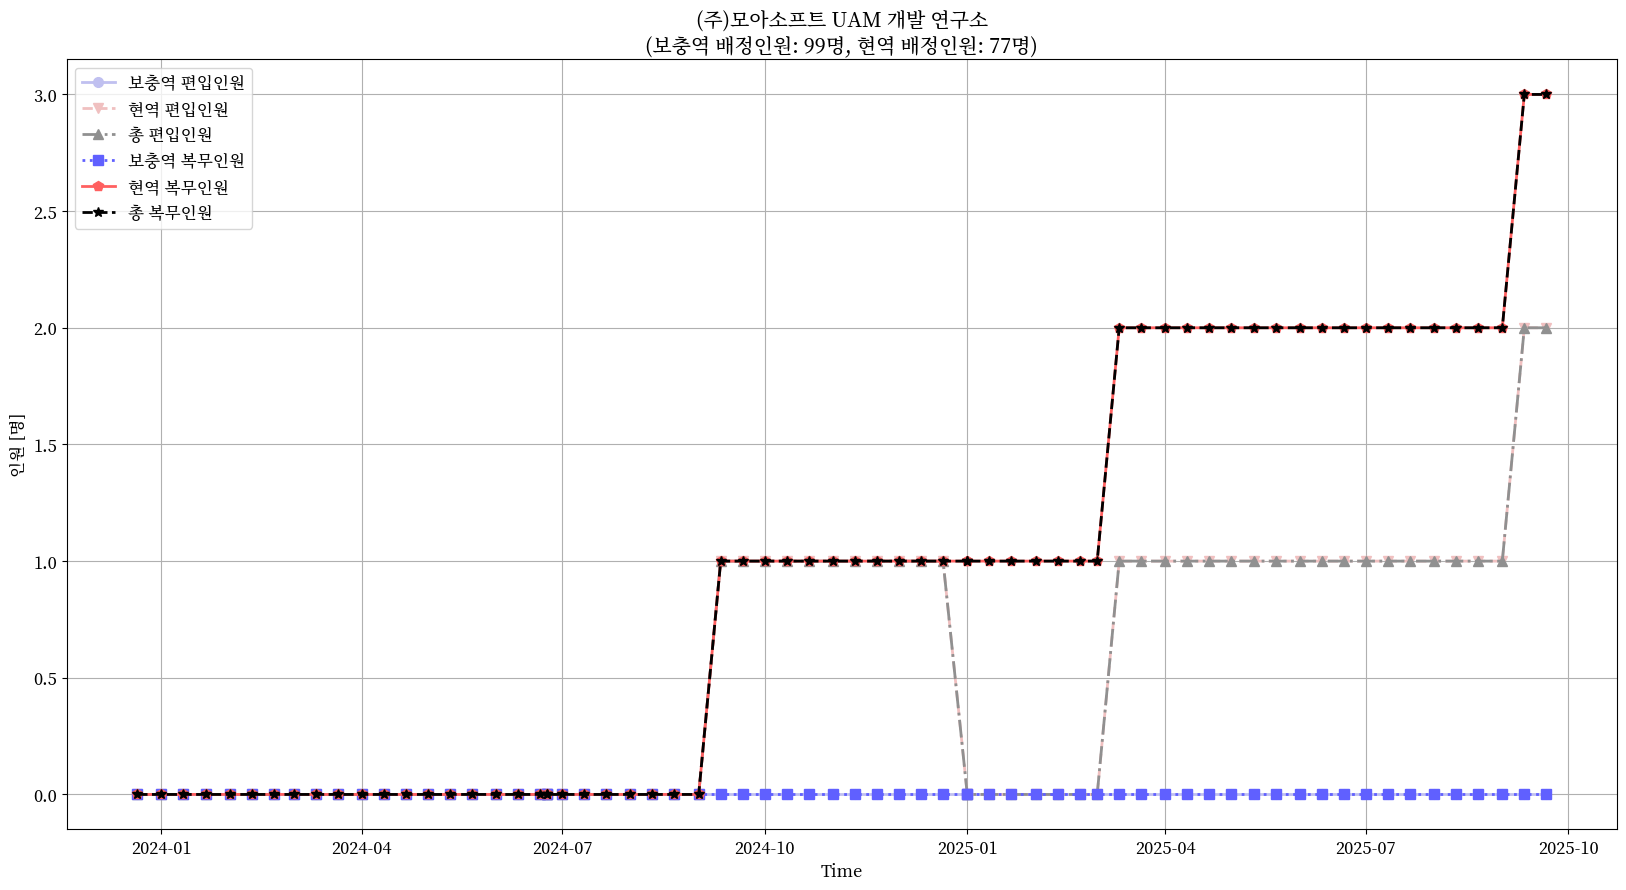 (주)모아소프트 UAM 개발 연구소
(보충역 배정인원: 99명, 현역 배정인원: 77명)
보충역 편입인원
현역 편입인원
총 편입인원
보충역 복무인원
현역 복무인원
총 복무인원
3.0
2.5
2.0
1.5
1.0
0.5
0.0
인원 [명]
2024-01
2024-04
2024-07
2024-10
2025-01
2025-04
2025-07
2025-10
Time